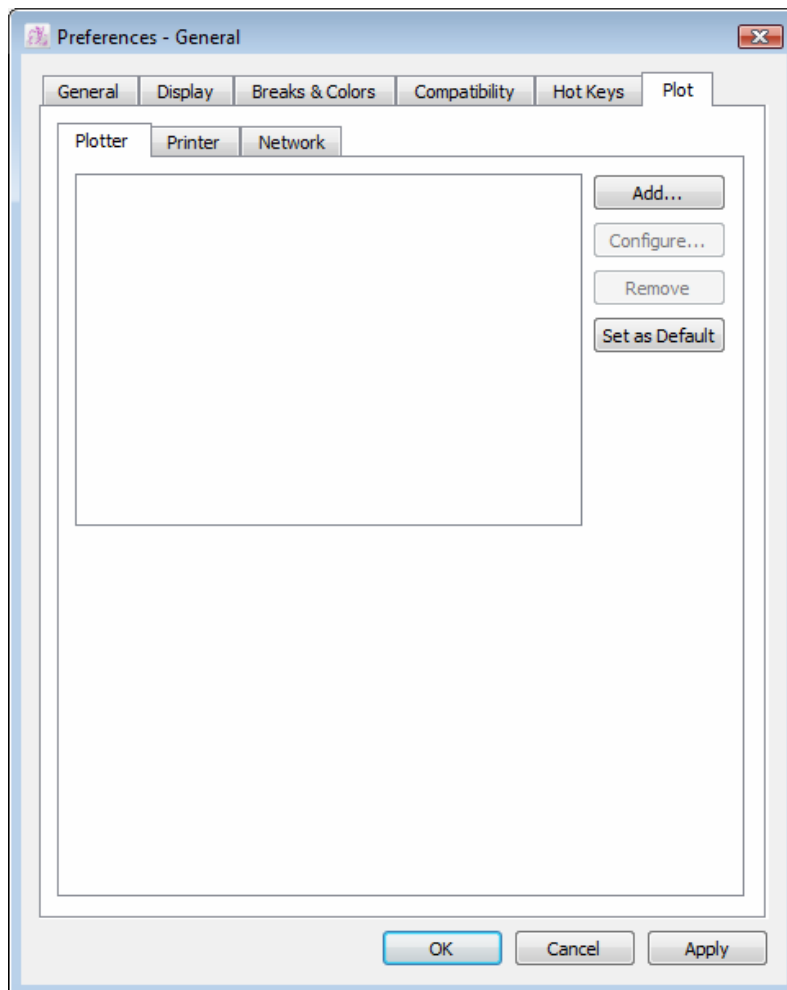 Preferences - General
General Display Breaks & Colors Compatibility Hot Keys Plot
Plotter Printer Network
Add...
Configure...
Remove
Set as Default
OK Cancel Apply